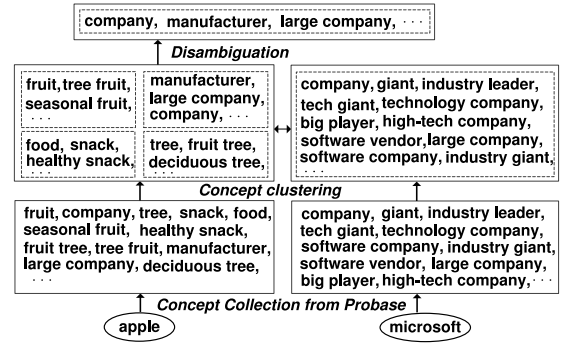 company, manufacturer, large company, ···
Disambiguation
fruit, tree fruit,
seasonal fruit,
···
manufacturer,
large company,
company, ···
food, snack,
healthy snack,
···
tree, fruit tree,
deciduous tree,
···
company, giant, industry leader,
tech giant, technology company,
big player, high-tech company,
software vendor, large company,
software company, industry giant,
···
Concept clustering
fruit, company, tree, snack, food,
seasonal fruit, healthy snack,
fruit tree, tree fruit, manufacturer,
large company, deciduous tree,
···
company, giant, industry leader,
tech giant, technology company,
software company, industry giant,
software vendor, large company,
big player, high-tech company, ···
Concept Collection from Probase
apple
microsoft